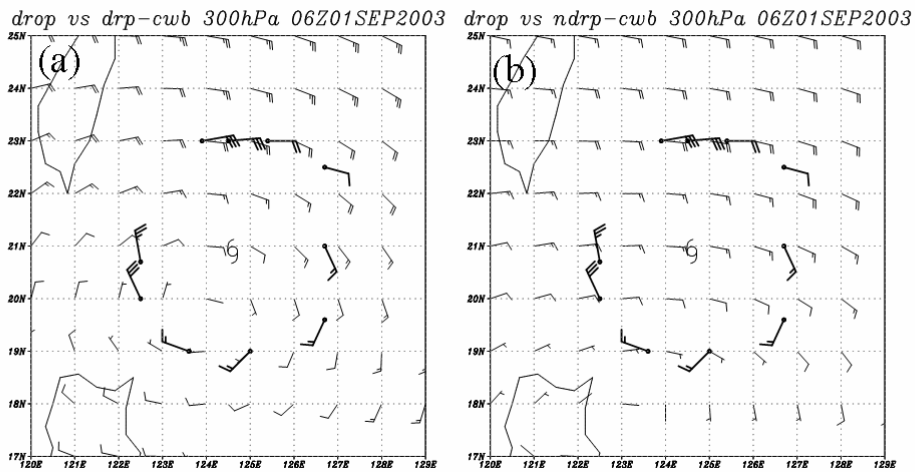 drop vs drp-cwb 300hPa 06Z01SEP2003
drop vs ndrp-cwb 300hPa 06Z01SEP2003
25N
(a)
24N
23N
22N
21N
20N
19N
18N
17N
120E 121E 122E 123E 124E 125E 126E 127E 128E 129E
25N
(b)
24N
23N
22N
21N
20N
19N
18N
17N
120E 121E 122E 123E 124E 125E 126E 127E 128E 129E